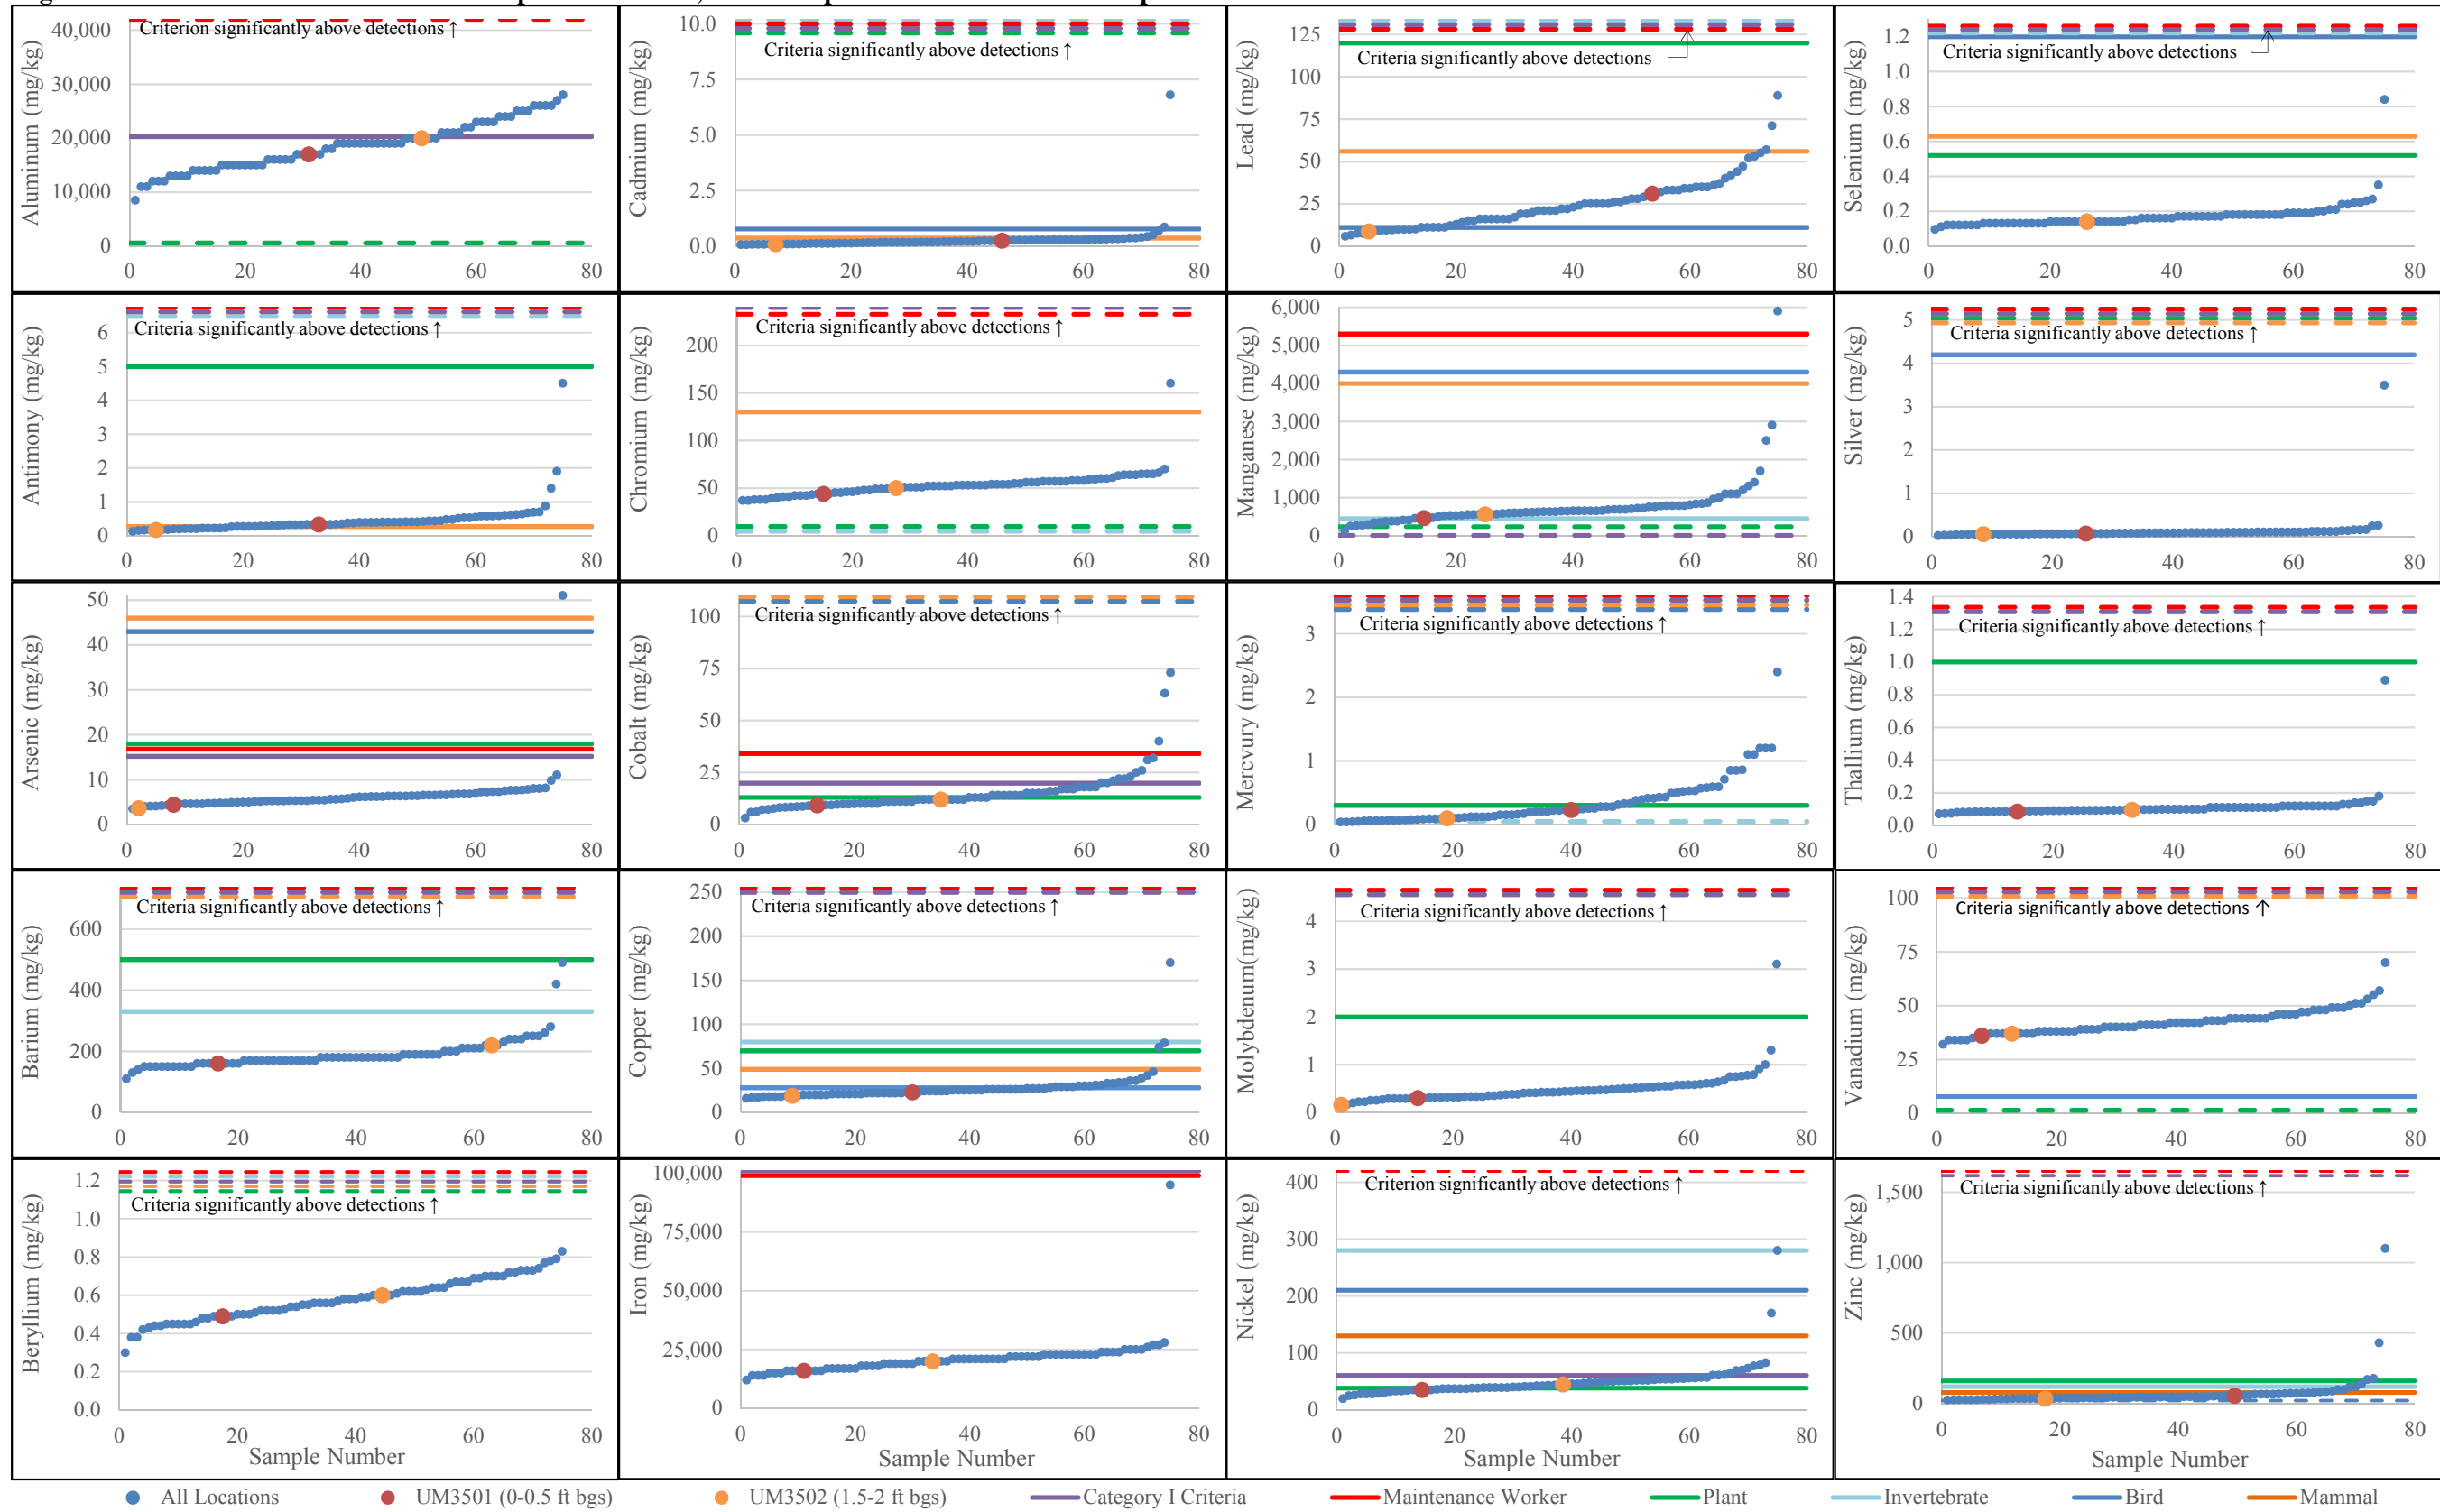 Aluminum (mg/kg)
Criterion significantly above detections ↑
40,000
30,000
20,000
10,000
0
0 20 40 60 80
Cadmium (mg/kg)
10.0
Criteria significantly above detections ↑
7.5
5.0
2.5
0.0
0 20 40 60 80
Lead (mg/kg)
125
Criteria significantly above detections
100
75
50
25
0
0 20 40 60 80
Selenium (mg/kg)
1.2
Criteria significantly above detections
1.0
0.8
0.6
0.4
0.2
0.0
0 20 40 60 80
Antimony (mg/kg)
Criteria significantly above detections ↑
6
5
4
3
2
1
0
0 20 40 60 80
Chromium (mg/kg)
Criteria significantly above detections ↑
200
150
100
50
0
0 20 40 60 80
Manganese (mg/kg)
6,000
5,000
4,000
3,000
2,000
1,000
0
0 20 40 60 80
Silver (mg/kg)
5
Criteria significantly above detections ↑
4
3
2
1
0
0 20 40 60 80
Arsenic (mg/kg)
50
40
30
20
10
0
0 20 40 60 80
Cobalt (mg/kg)
100
Criteria significantly above detections ↑
75
50
25
0
0 20 40 60 80
Mercvury (mg/kg)
Criteria significantly above detections ↑
3
2
1
0
0 20 40 60 80
Thallium (mg/kg)
1.4
Criteria significantly above detections ↑
1.2
1.0
0.8
0.6
0.4
0.2
0.0
0 20 40 60 80
Barium (mg/kg)
Criteria significantly above detections ↑
600
400
200
0
0 20 40 60 80
Copper (mg/kg)
250
Criteria significantly above detections ↑
200
150
100
50
0
0 20 40 60 80
Molybdenum(mg/kg)
Criteria significantly above detections ↑
4
3
2
1
0
0 20 40 60 80
Vanadium (mg/kg)
100
Criteria significantly above detections ↑
75
50
25
0
0 20 40 60 80
Beryllium (mg/kg)
1.2
Criteria significantly above detections ↑
1.0
0.8
0.6
0.4
0.2
0.0
0 20 40 60 80
Sample Number
Iron (mg/kg)
100,000
75,000
50,000
25,000
0
0 20 40 60 80
Sample Number
Nickel (mg/kg)
Criterion significantly above detections ↑
400
300
200
100
0
0 20 40 60 80
Sample Number
Zinc (mg/kg)
1,500
Criteria significantly above detections ↑
1,000
500
0
0 20 40 60 80
Sample Number
All Locations UM3501 (0-0.5 ft bgs) UM3502 (1.5-2 ft bgs) Category I Criteria Maintenance Worker Plant Invertebrate Bird Mammal